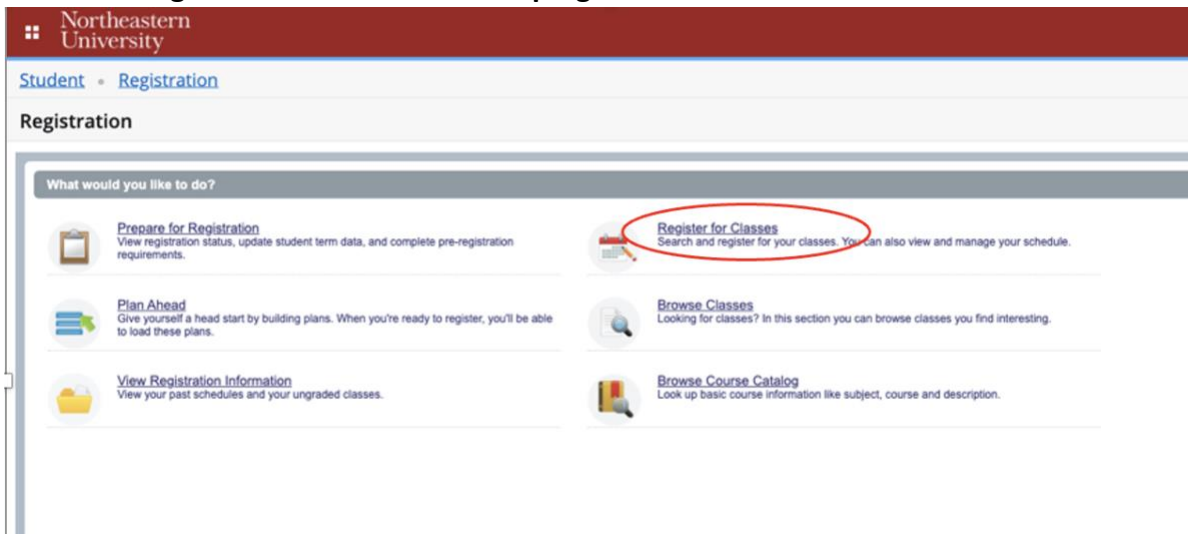 Northeastern
University
Student • Registration
Registration
What would you like to do?
Prepare for Registration
View registration status, update student term data, and complete pre-registration
requirements.
Register for Classes
Search and register for your classes. You can also view and manage your schedule.
Plan Ahead
Give yourself a head start by building plans. When you're ready to register, you'll be able
to load these plans.
Browse Classes
Looking for classes? In this section you can browse classes you find interesting.
View Registration Information
View your past schedules and your ungraded classes.
Browse Course Catalog
Look up basic course information like subject, course and description.